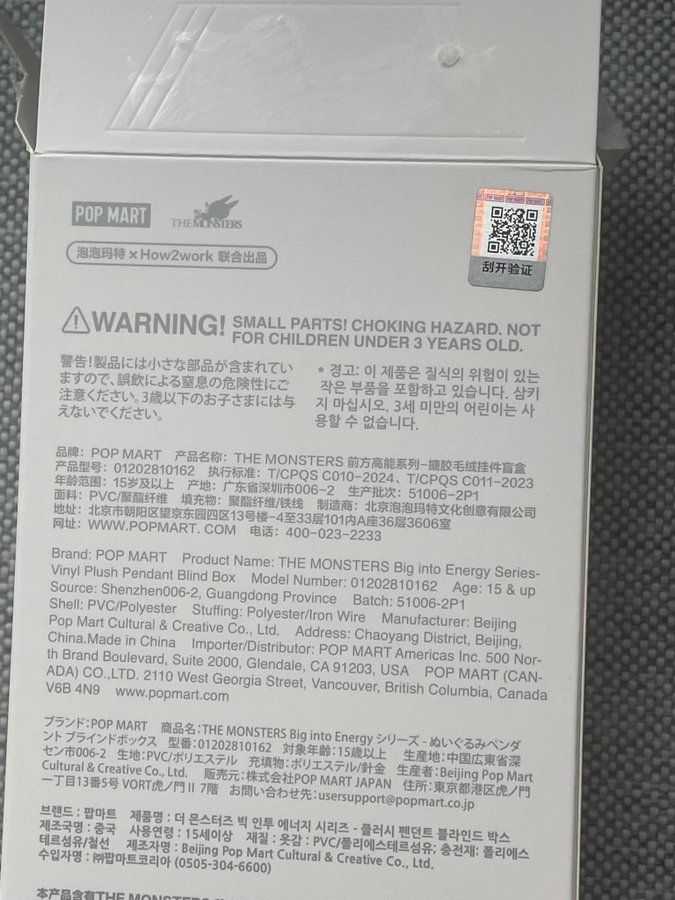 POP MART
THE MONSTERS
泡泡玛特 × How2work 联合出品
刮开验证
WARNING! SMALL PARTS! CHOKING HAZARD. NOT
FOR CHILDREN UNDER 3 YEARS OLD.
警告!製品には小さな部品が含まれてい
ますので、誤飲による窒息の危険性にご
注意ください。3歳以下のお子さまには与
えないでください。
* 경고: 이 제품은 질식의 위험이 있는
작은 부품을 포함하고 있습니다. 삼키
지 마십시오. 3세 미만의 어린이는 사
용할 수 없습니다.
品牌: POP MART 产品名称: THE MONSTERS 前方高能系列-搪胶毛绒挂件盲盒
产品型号: 01202810162 执行标准: T/CPQS C010-2024、T/CPQS C011-2023
年龄范围: 15岁及以上 产地: 广东省深圳市006-2 生产批次: 51006-2P1
面料: PVC/聚酯纤维 填充物: 聚酯纤维/铁线 制造商: 北京泡泡玛特文化创意有限公司
地址: 北京市朝阳区望京东园四区13号楼-4至33层101内A座36层3606室
网址: WWW.POPMART. COM 电话: 400-023-2233
Brand: POP MART Product Name: THE MONSTERS Big into Energy Series-
Vinyl Plush Pendant Blind Box Model Number: 01202810162 Age: 15 & up
Source: Shenzhen006-2, Guangdong Province Batch: 51006-2P1
Shell: PVC/Polyester Stuffing: Polyester/Iron Wire Manufacturer: Beijing
Pop Mart Cultural & Creative Co., Ltd. Address: Chaoyang District, Beijing,
China.Made in China Importer/Distributor: POP MART Americas Inc. 500 Nor-
th Brand Boulevard, Suite 2000, Glendale, CA 91203, USA POP MART (CAN-
ADA) CO.,LTD. 2110 West Georgia Street, Vancouver, British Columbia, Canada
V6B 4N9 www.popmart.com
ブランド:POP MART 商品名:THE MONSTERS Big into Energy シリーズ - ぬいぐるみペンダ
ント ブラインドボックス 型番:01202810162 対象年齢:15歳以上 生産地:中国広東省深
セン市006-2 生地:PVC/ポリエステル 充填物:ポリエステル/針金 生産者:Beijing Pop Mart
Cultural & Creative Co., Ltd. 販売元:株式会社POP MART JAPAN 住所:東京都港区虎ノ門
一丁目13番5号 VORT虎ノ門Ⅱ 7階 お問い合わせ先:usersupport@popmart.co.jp
브랜드 : 팝마트 제품명 : 더 몬스터즈 빅 인투 에너지 시리즈 - 플러시 펜던트 블라인드 박스
제조국명 : 중국 사용연령 : 15세이상 재질 : 옷감 : PVC/폴리에스테르섬유; 충전재: 폴리에스
테르섬유/철선 제조자명 : Beijing Pop Mart Cultural & Creative Co., Ltd.
수입자명 : ㈜팝마트코리아 (0505-304-6600)
本产品含有THE MONSTERS